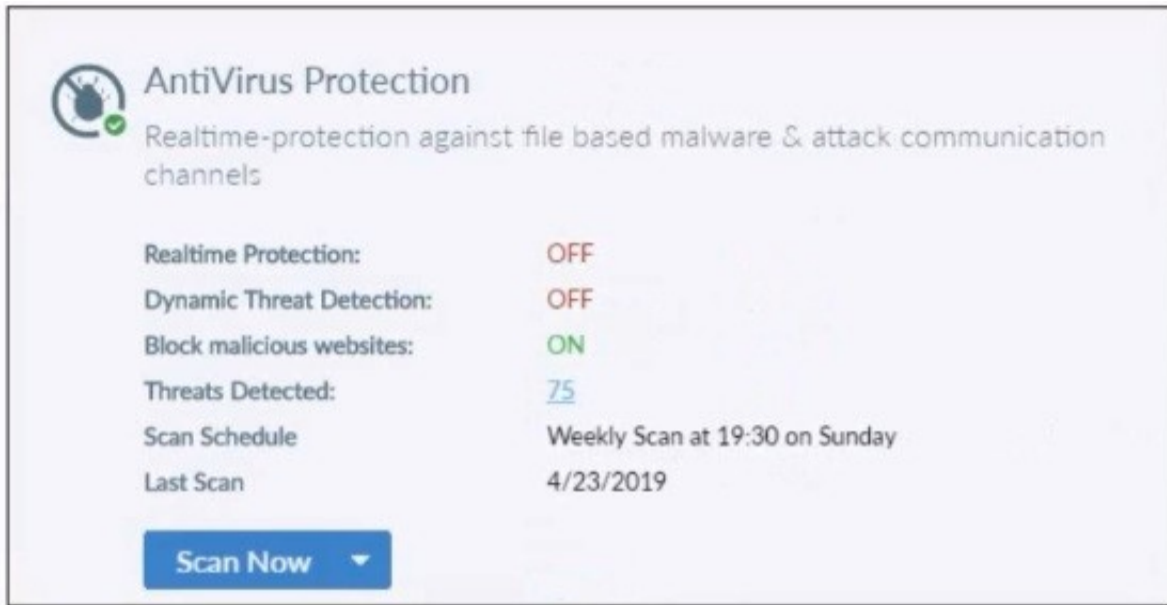 AntiVirus Protection
Realtime-protection against file based malware & attack communication
channels
Realtime Protection: OFF
Dynamic Threat Detection: OFF
Block malicious websites: ON
Threats Detected: 75
Scan Schedule Weekly Scan at 19:30 on Sunday
Last Scan 4/23/2019
Scan Now